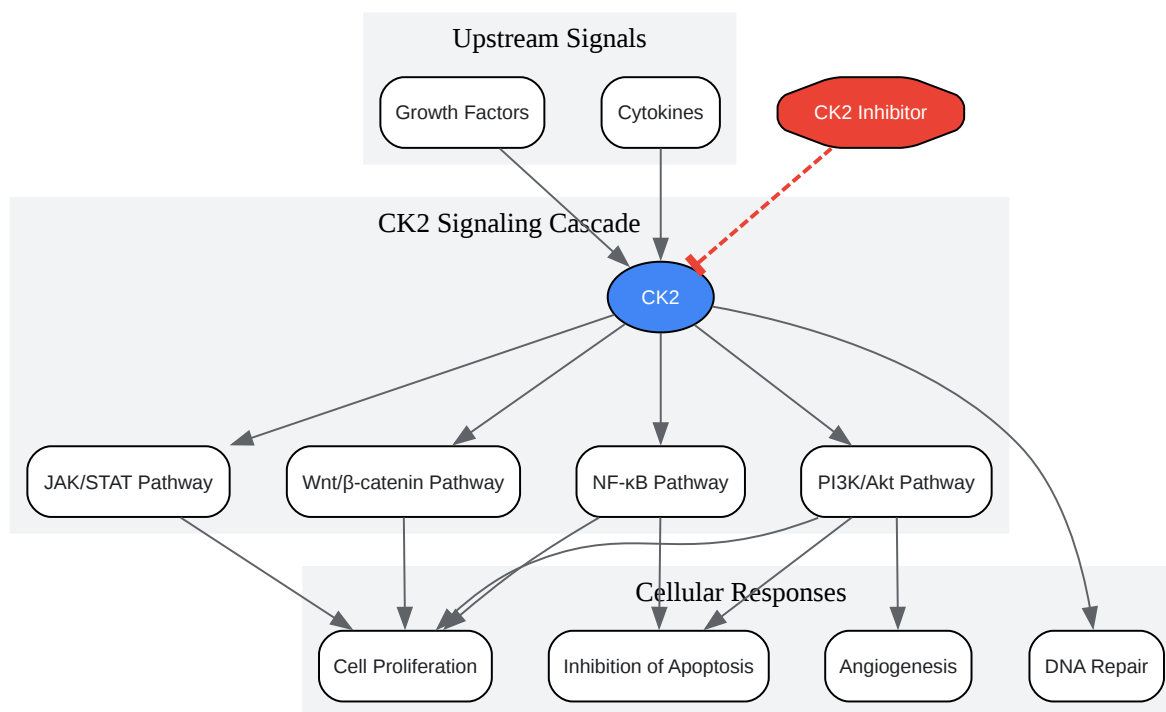 Upstream Signals
Growth Factors
Cytokines
CK2 Inhibitor
CK2 Signaling Cascade
CK2
JAK/STAT Pathway
Wnt/β-catenin Pathway
NF-κB Pathway
PI3K/Akt Pathway
Cellular Responses
Cell Proliferation
Inhibition of Apoptosis
Angiogenesis
DNA Repair